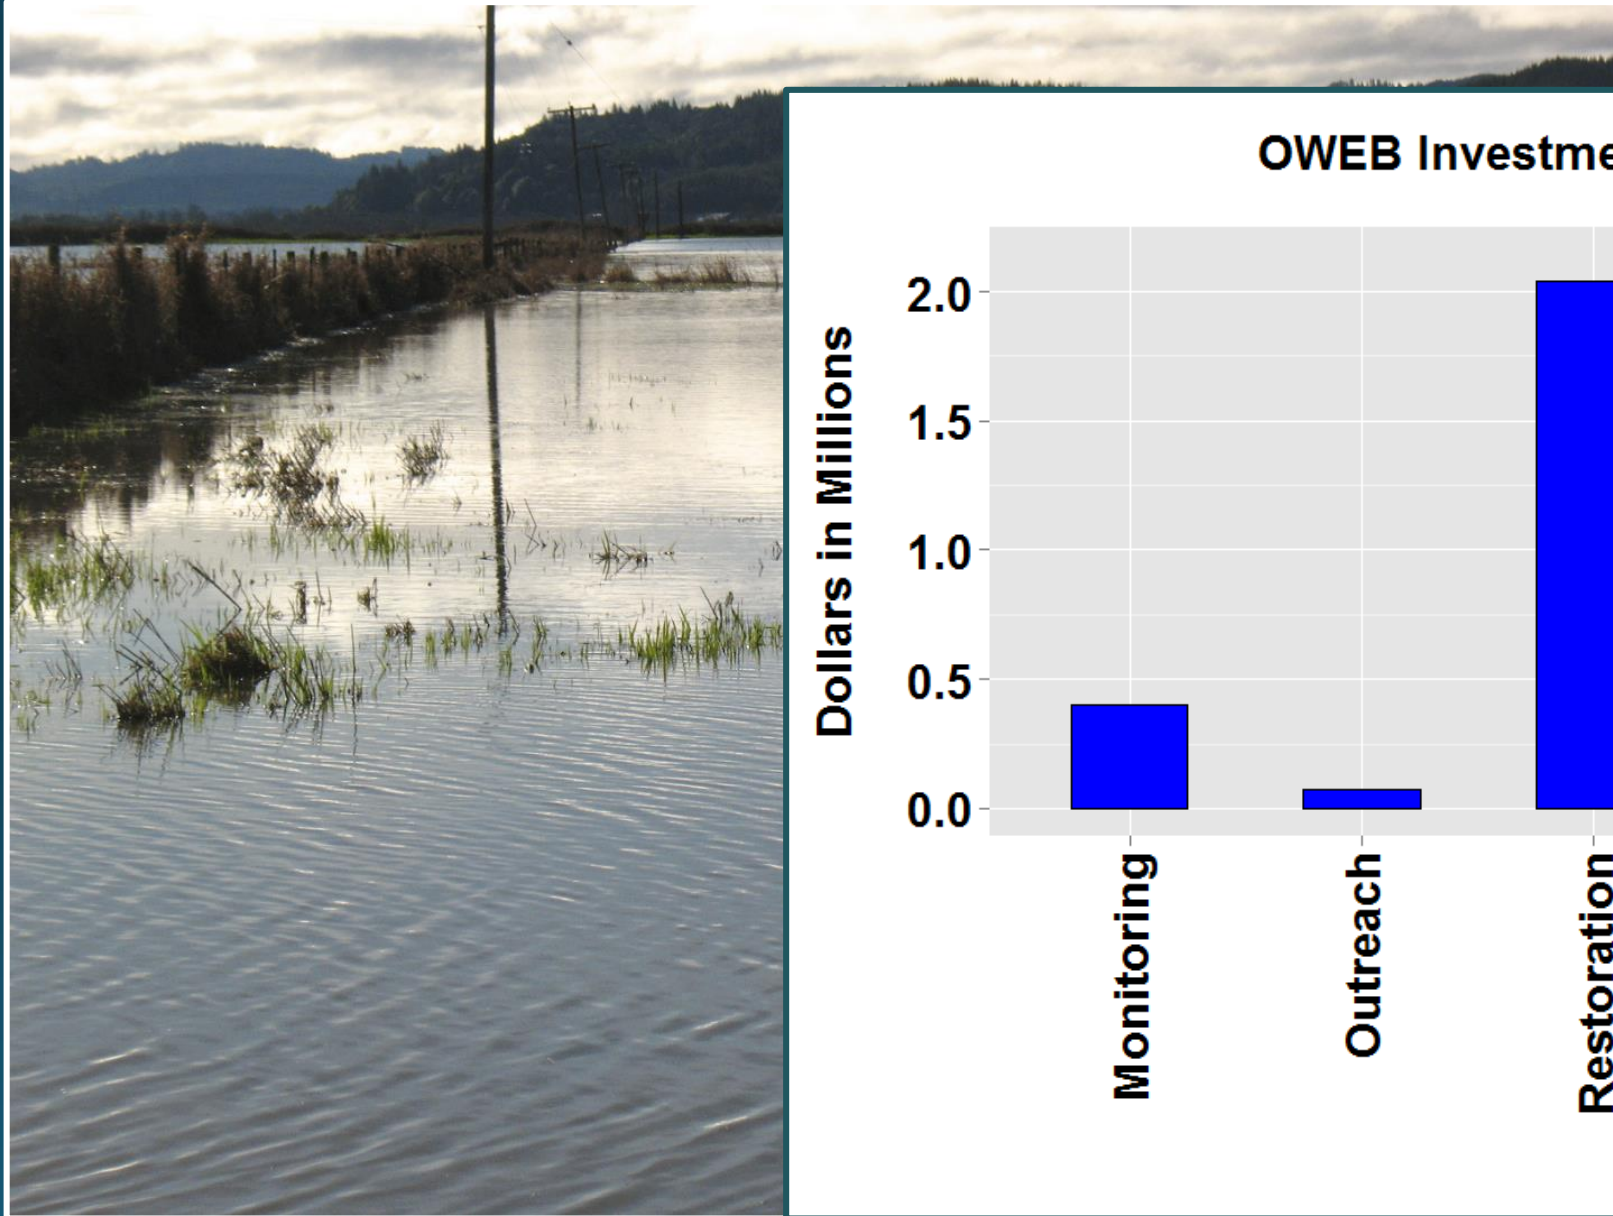 OWEB Investme
Dollars in Millions
2.0
1.5
1.0
0.5
0.0
Monitoring
Outreach
Restoration